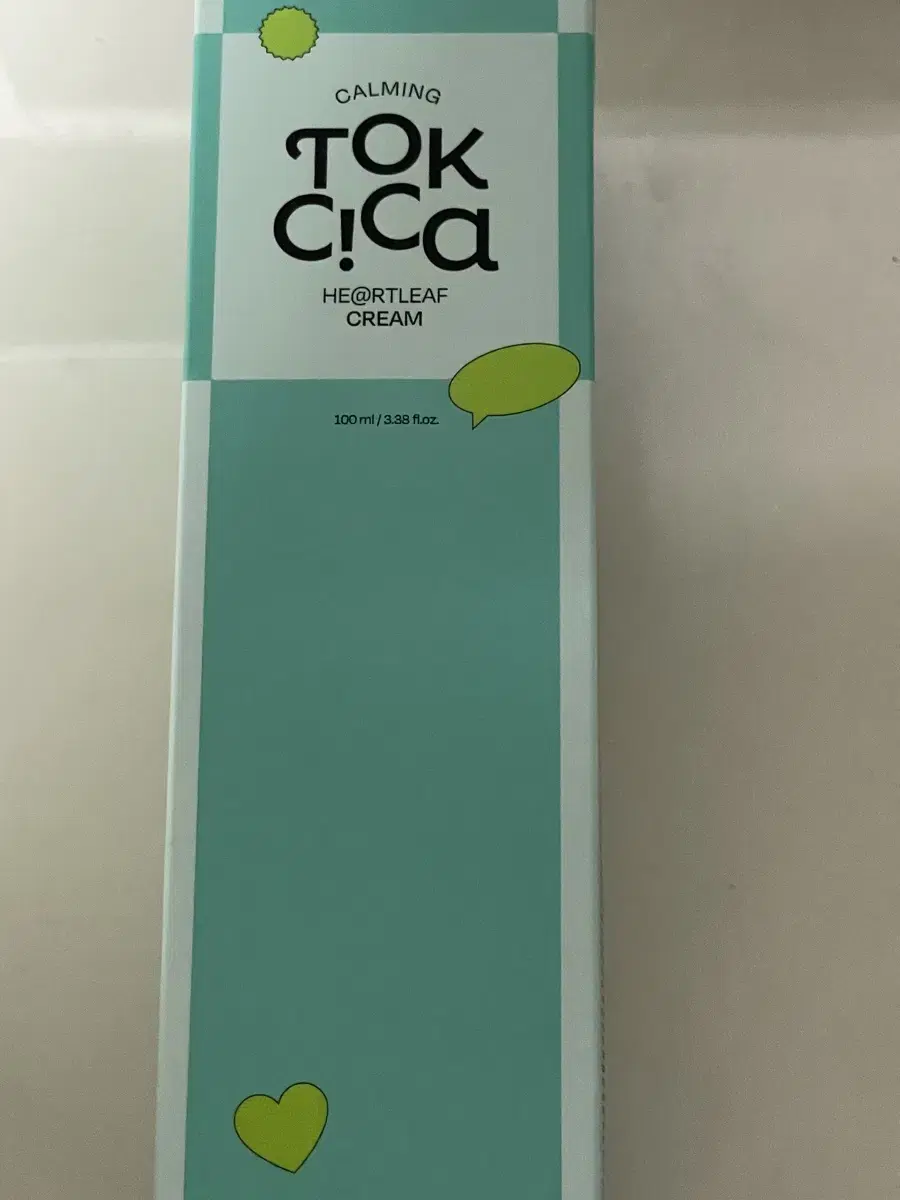 CALMING
TOK
C!Ca
HE@RTLEAF
CREAM
100 ml / 3.38 fl.oz.